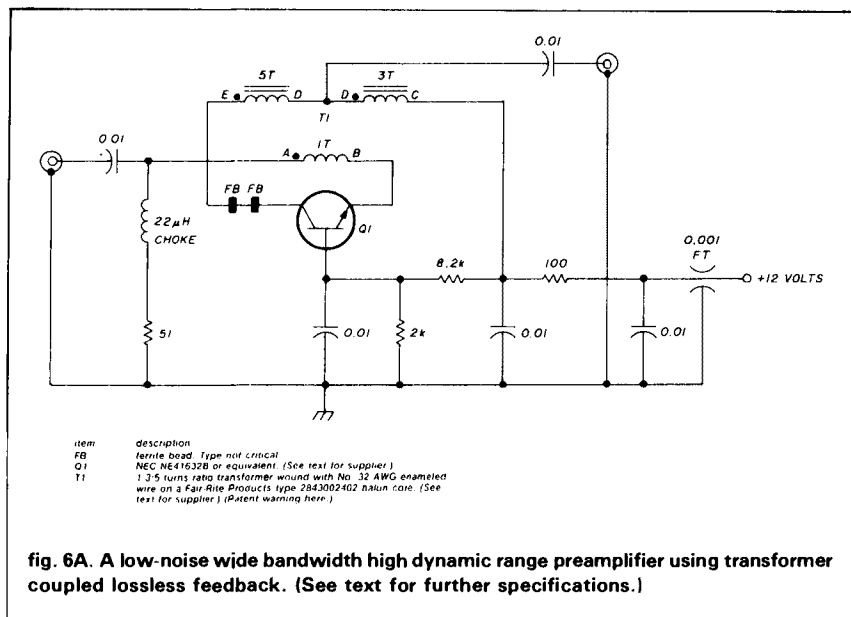 0.01
5T
3T
E
D
D
C
T1
0.01
1T
A
B
FB FB
Q1
22µH
CHOKE
8.2k
100
0.001
FT
+12 VOLTS
51
0.01
2k
0.01
0.01
item description
FB ferrite bead. Type not critical
Q1 NEC NE41632B or equivalent. (See text for supplier.)
T1 1:3:5 turns ratio transformer wound with No. 32 AWG enameled
wire on a Fair-Rite Products type 2843002402 balun core. (See
text for supplier.) (Patent warning here.)
fig. 6A. A low-noise wide bandwidth high dynamic range preamplifier using transformer
coupled lossless feedback. (See text for further specifications.)